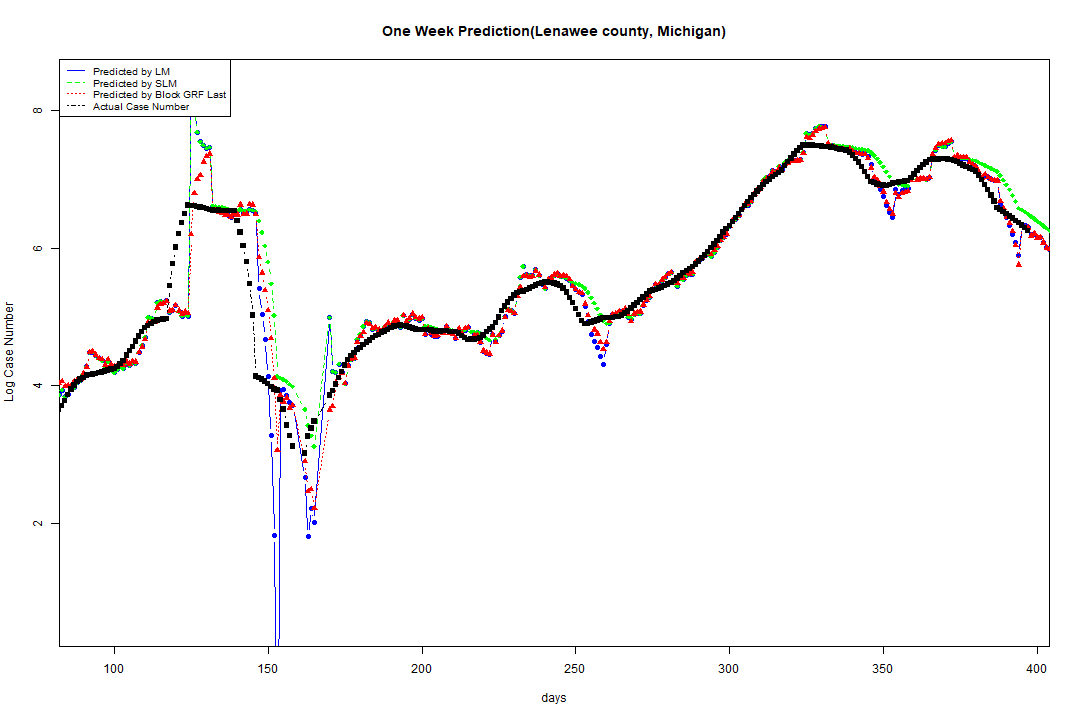 One Week Prediction(Lenawee county, Michigan)
Predicted by LM
Predicted by SLM
Predicted by Block GRF Last
Actual Case Number
8
6
4
2
Log Case Number
100 150 200 250 300 350 400
days